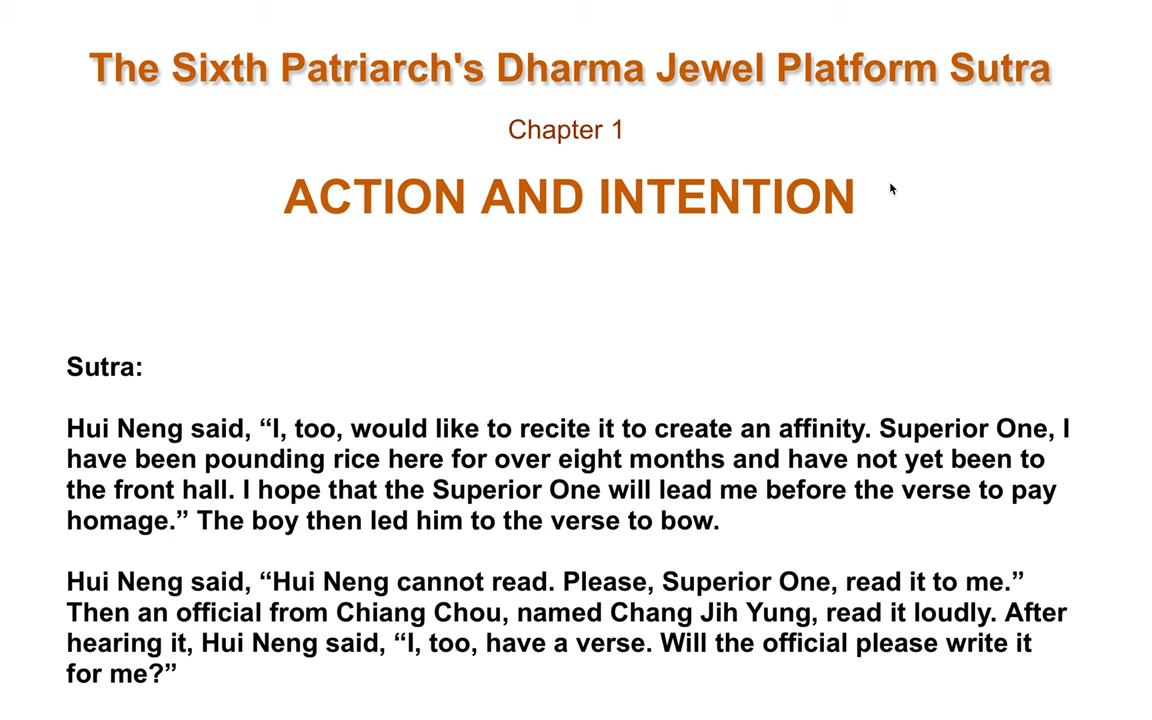 The Sixth Patriarch's Dharma Jewel Platform Sutra
Chapter 1
ACTION AND INTENTION
Sutra:
Hui Neng said, “I, too, would like to recite it to create an affinity. Superior One, I
have been pounding rice here for over eight months and have not yet been to
the front hall. I hope that the Superior One will lead me before the verse to pay
homage.” The boy then led him to the verse to bow.
Hui Neng said, “Hui Neng cannot read. Please, Superior One, read it to me.”
Then an official from Chiang Chou, named Chang Jih Yung, read it loudly. After
hearing it, Hui Neng said, “I, too, have a verse. Will the official please write it
for me?”